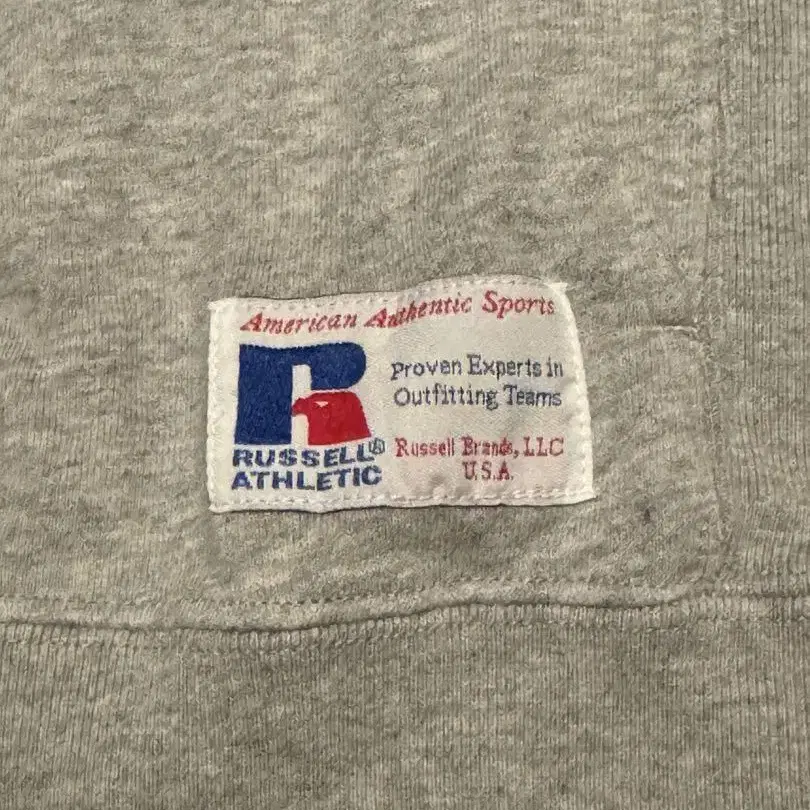 American Authentic Sports
Proven Experts in
Outfitting Teams
RUSSELL®
ATHLETIC
Russell Brands, LLC
U.S.A.